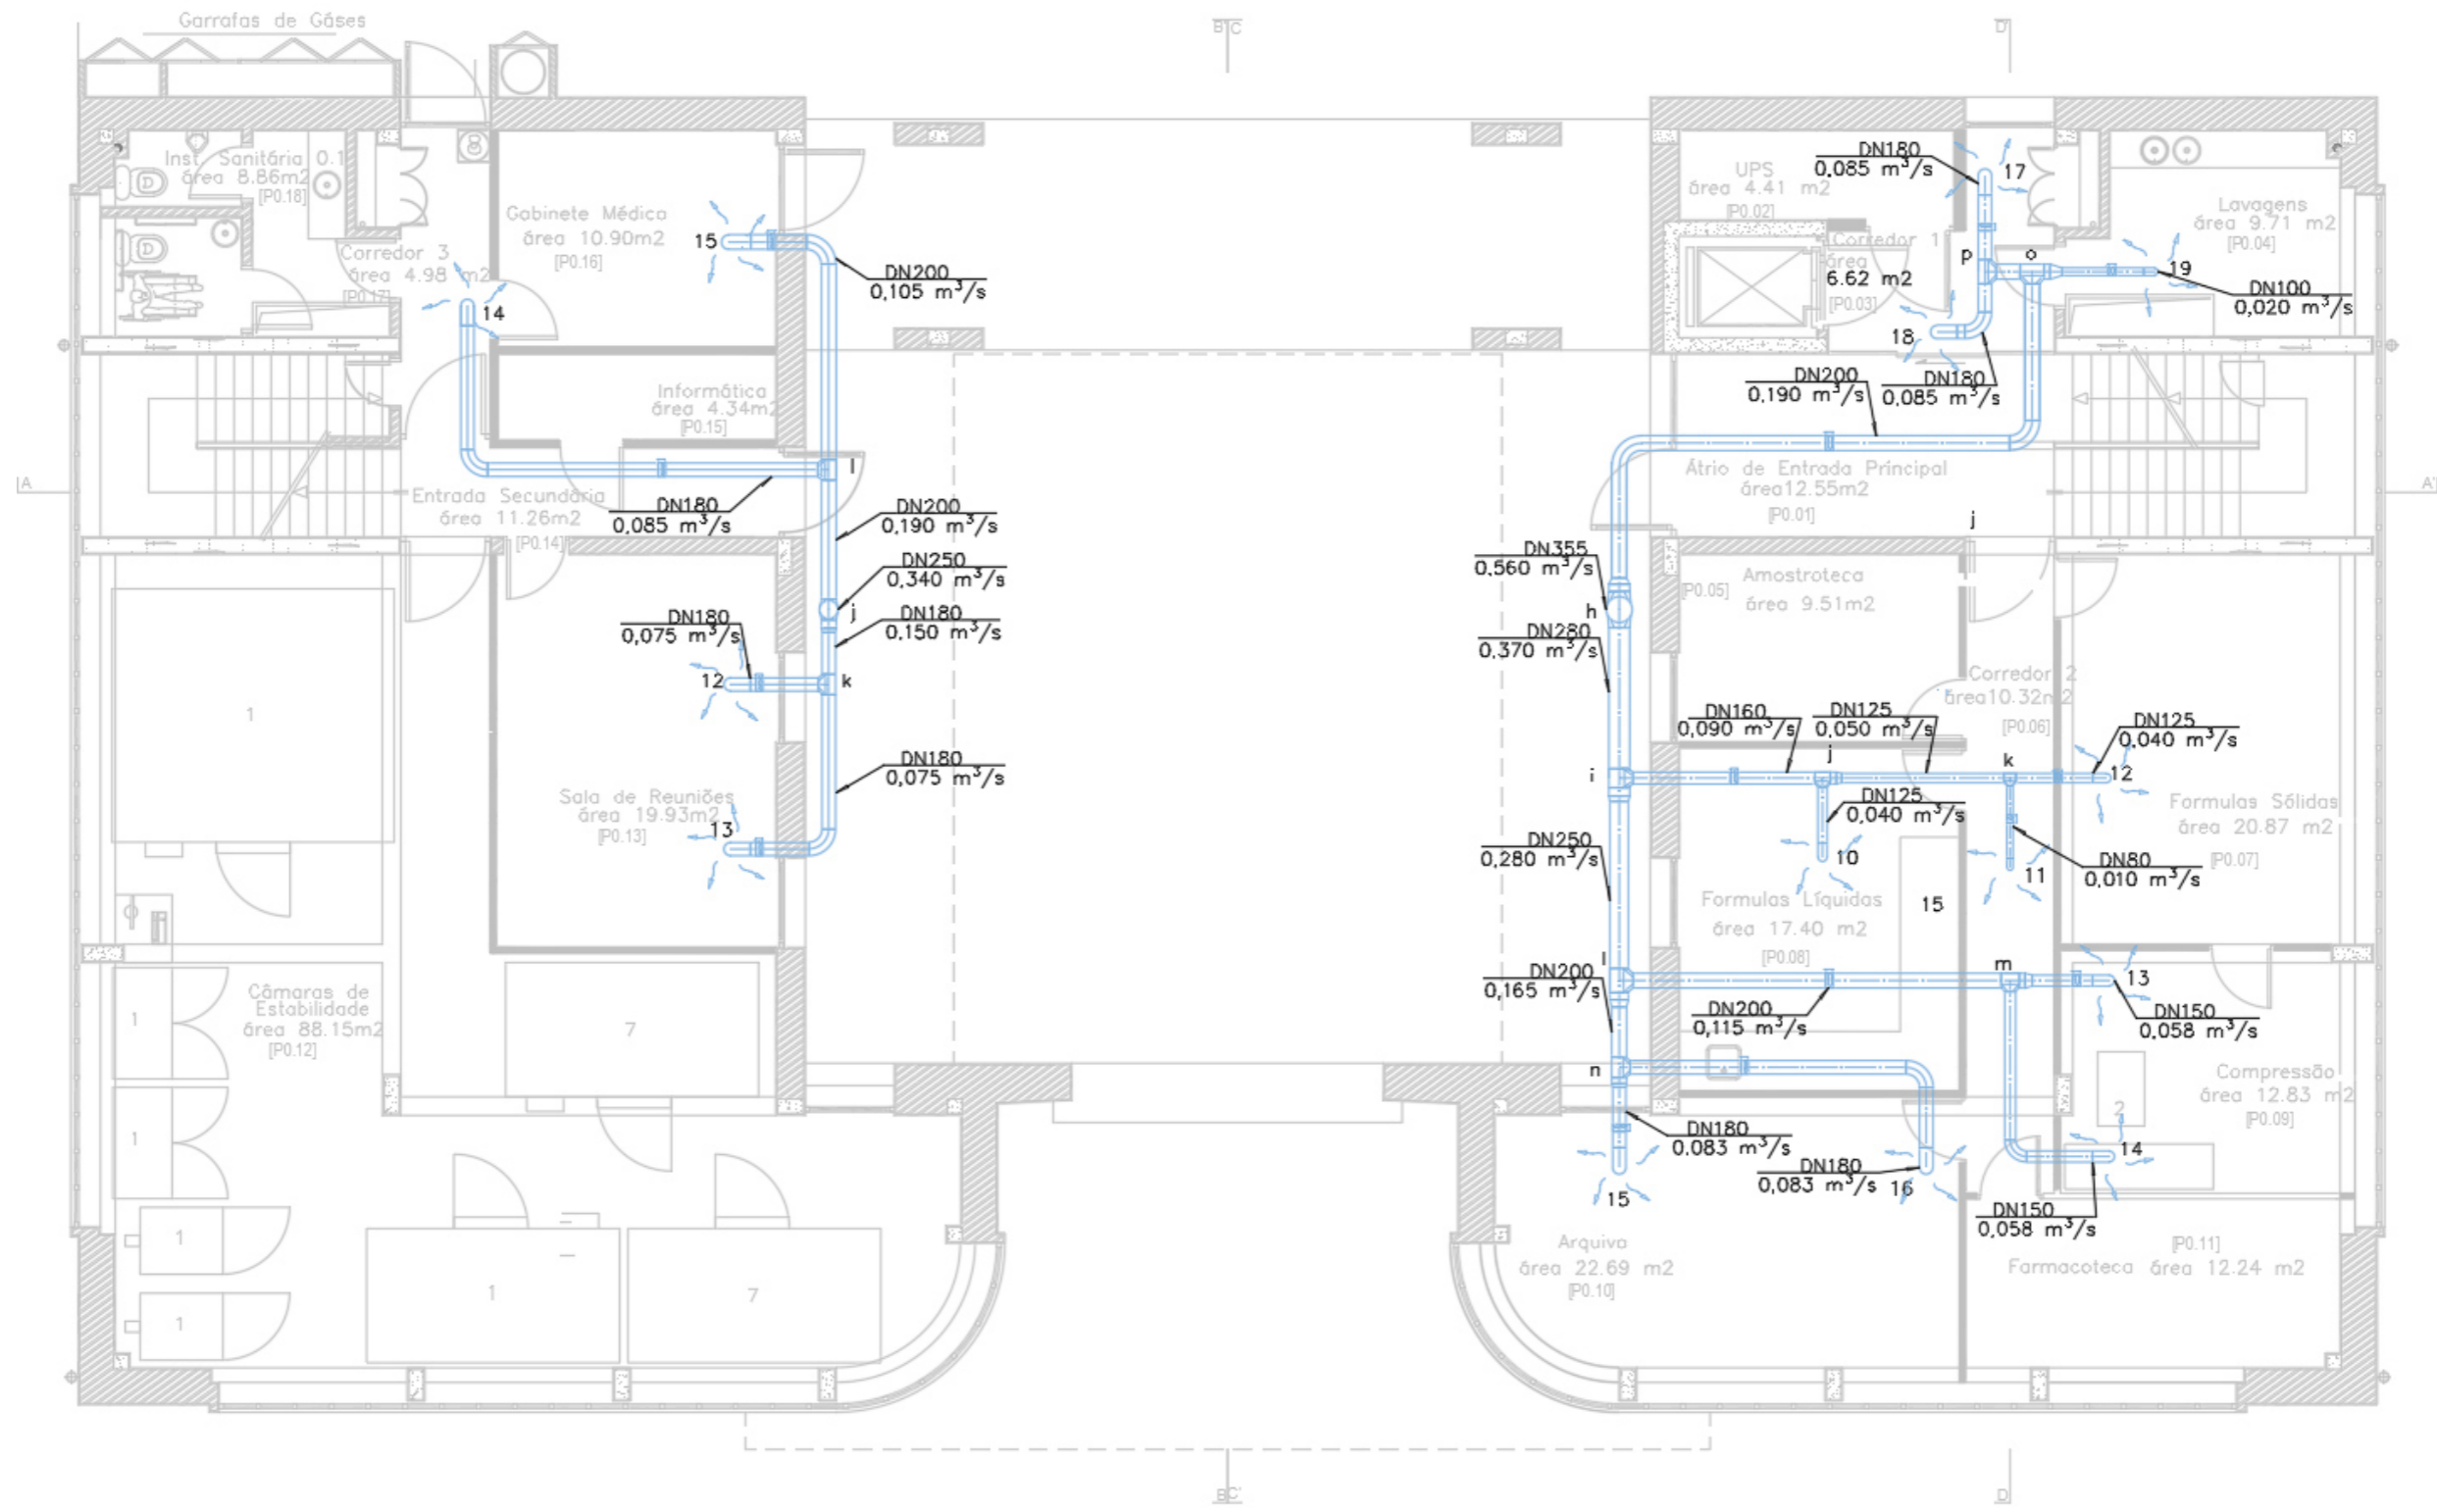 Garrafas de Gáses
B'
C
D'
Inst. Sanitária 0.1
área 8.86m2
[P0.18]
Corredor 3
área 4.98 m2
[P0.17]
14
Gabinete Médica
área 10.90m2
[P0.16]
15
DN200
0,105 m³/s
Informática
área 4.34m2
[P0.15]
A
Entrada Secundária
área 11.26m2
[P0.14]
DN180
0,085 m³/s
l
DN200
0,190 m³/s
DN250
0,340 m³/s
j
DN180
0,150 m³/s
DN180
0,075 m³/s
12
k
DN180
0,075 m³/s
Sala de Reuniões
área 19.93m2
[P0.13]
13
1
Câmaras de
Estabilidade
área 88.15m2
[P0.12]
1
1
1
1
7
1
7
UPS
área 4.41 m2
[P0.02]
DN180
0,085 m³/s
17
Lavagens
área 9.71 m2
[P0.04]
Corredor 1
área
6.62 m2
[P0.03]
p
o
19
DN100
0,020 m³/s
18
DN200
0,190 m³/s
DN180
0,085 m³/s
Átrio de Entrada Príncipal
área12.55m2
[P0.01]
A'
j
DN355
0,560 m³/s
h
[P0.05]
Amostroteca
área 9.51m2
DN280
0,370 m³/s
Corredor 2
área10.32m2
[P0.06]
DN160
0,090 m³/s
DN125
0,050 m³/s
DN125
0,040 m³/s
i
j
k
12
DN125
0,040 m³/s
10
11
DN80
0,010 m³/s
Formulas Sólidas
área 20.87 m2
[P0.07]
DN250
0,280 m³/s
Formulas Líquidas
área 17.40 m2
[P0.08]
15
l
m
13
DN200
0,165 m³/s
DN200
0,115 m³/s
DN150
0,058 m³/s
n
Compressão
área 12.83 m2
[P0.09]
2
DN180
0.083 m³/s
DN180
0,083 m³/s
14
15
16
DN150
0,058 m³/s
Arquivo
área 22.69 m2
[P0.10]
[P0.11]
Farmacoteca área 12.24 m2
B
C'
D